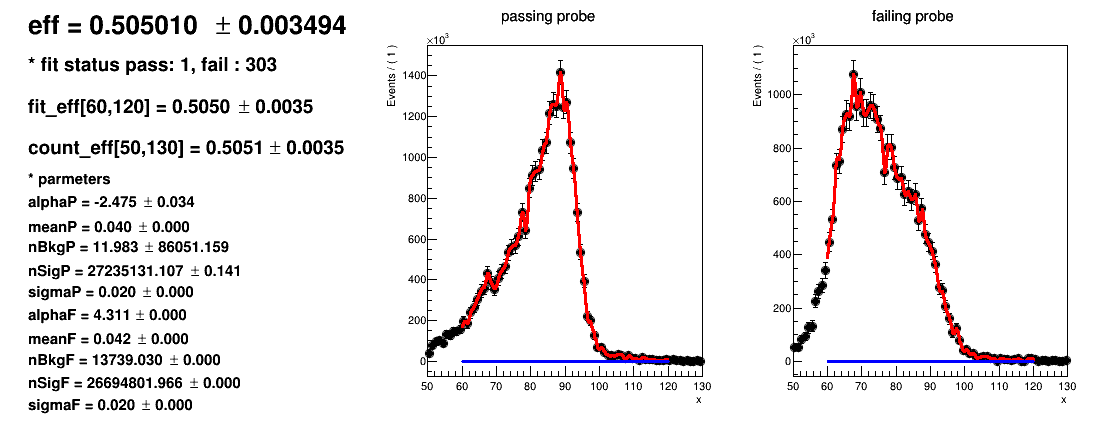 eff = 0.505010 ± 0.003494
* fit status pass: 1, fail : 303
fit_eff[60,120] = 0.5050 ± 0.0035
count_eff[50,130] = 0.5051 ± 0.0035
* parmeters
alphaP = -2.475 ± 0.034
meanP = 0.040 ± 0.000
nBkgP = 11.983 ± 86051.159
nSigP = 27235131.107 ± 0.141
sigmaP = 0.020 ± 0.000
alphaF = 4.311 ± 0.000
meanF = 0.042 ± 0.000
nBkgF = 13739.030 ± 0.000
nSigF = 26694801.966 ± 0.000
sigmaF = 0.020 ± 0.000
passing probe
×10³
Events / ( 1 )
1400
1200
1000
800
600
400
200
0
50 60 70 80 90 100 110 120 130
x
failing probe
×10³
Events / ( 1 )
1000
800
600
400
200
0
50 60 70 80 90 100 110 120 130
x